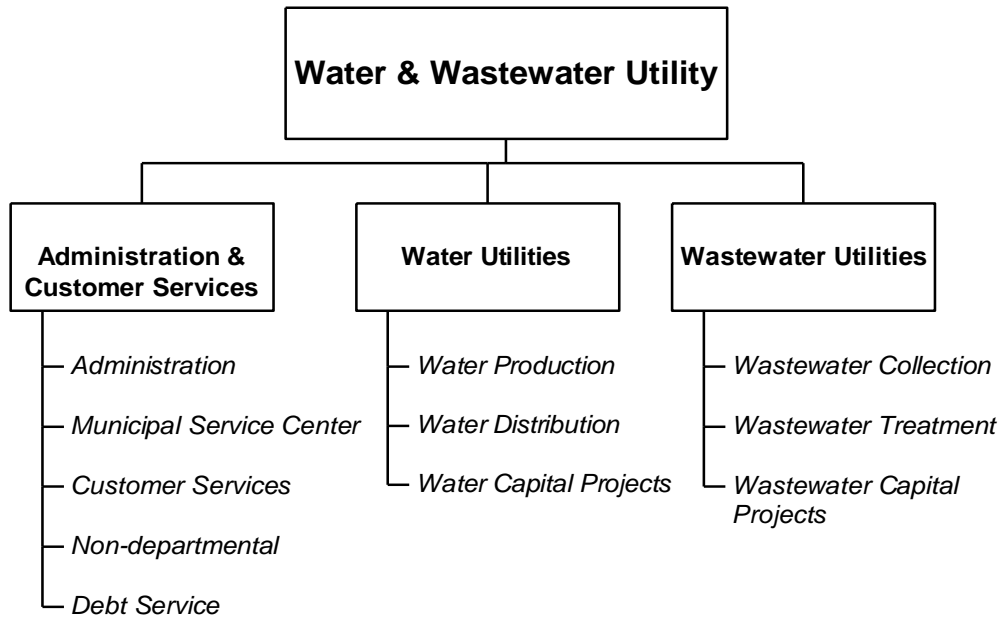 Water & Wastewater Utility
Administration &
Customer Services
Administration
Municipal Service Center
Customer Services
Non-departmental
Debt Service
Water Utilities
Water Production
Water Distribution
Water Capital Projects
Wastewater Utilities
Wastewater Collection
Wastewater Treatment
Wastewater Capital
Projects